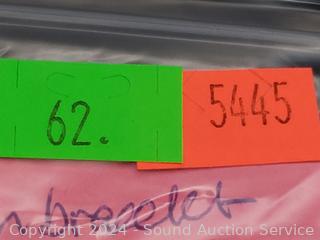 62.
5445
bracelet
Copyright 2024 - Sound Auction Service